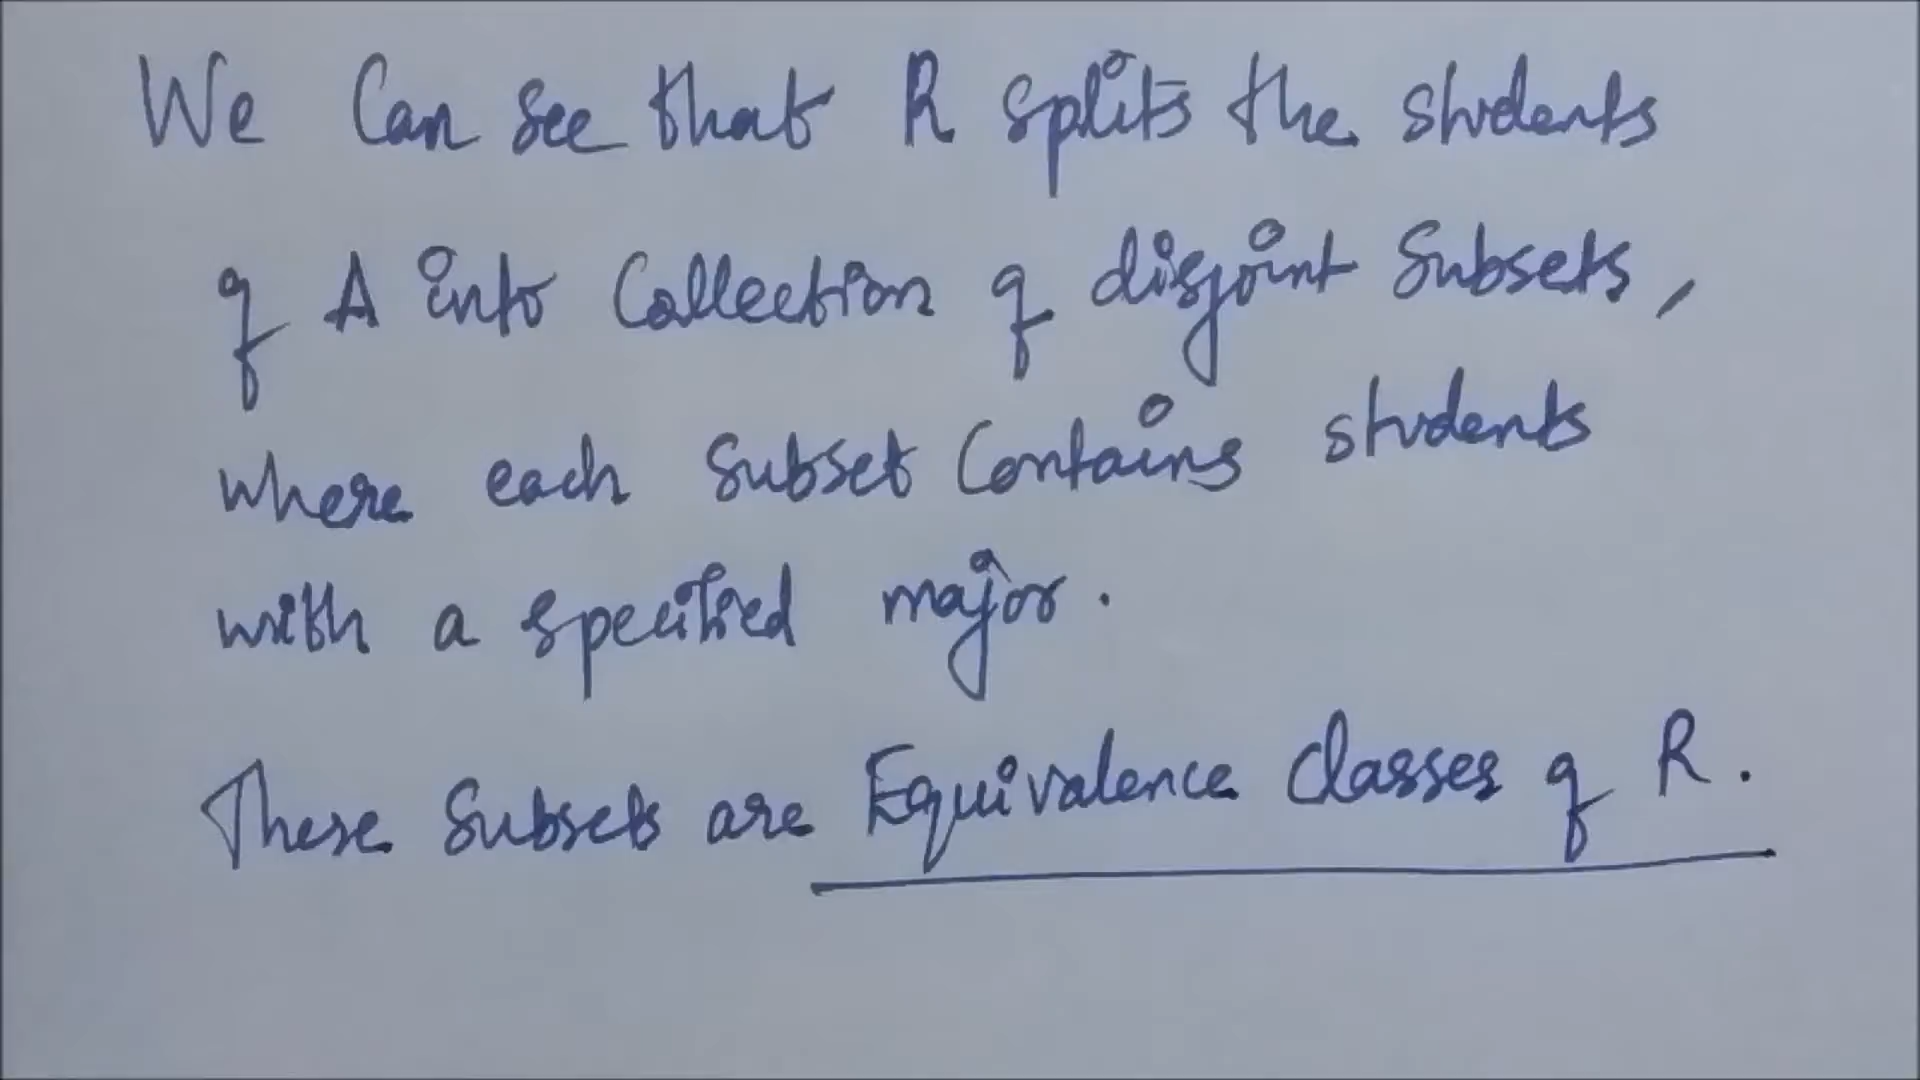 We Can see that R splits the students
of A into Collection of disjoint Subsets,
where each Subset Contains students
with a specified major.
These Subsets are Equivalence Classes of R.